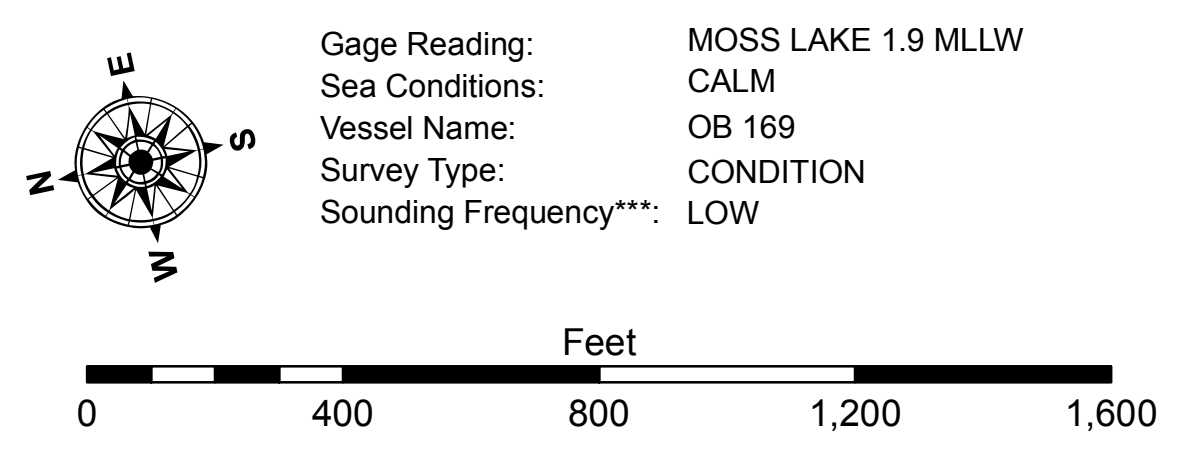 E
S
N
W
Gage Reading: MOSS LAKE 1.9 MLLW
Sea Conditions: CALM
Vessel Name: OB 169
Survey Type: CONDITION
Sounding Frequency***: LOW
Feet
0 400 800 1,200 1,600